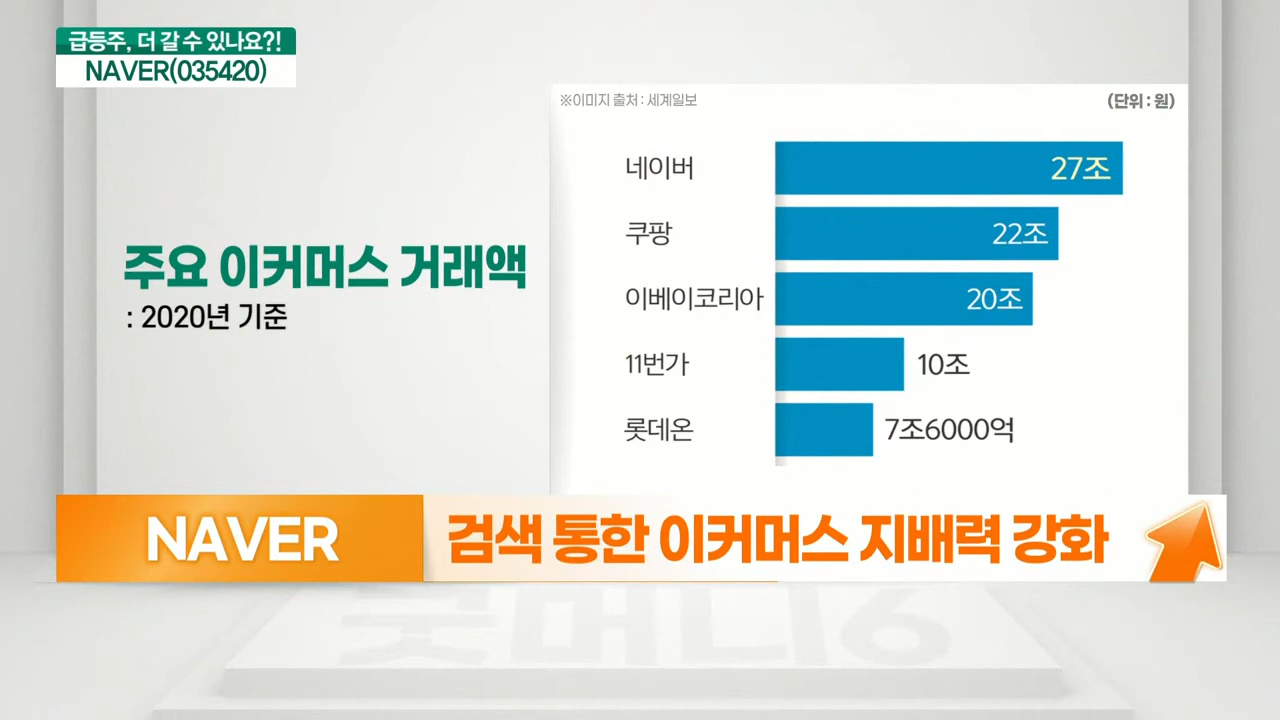 급등주, 더 갈 수 있나요?!
NAVER(035420)
※이미지 출처 : 세계일보
(단위 : 원)
주요 이커머스 거래액
: 2020년 기준
네이버 27조
쿠팡 22조
이베이코리아 20조
11번가 10조
롯데온 7조6000억
NAVER 검색 통한 이커머스 지배력 강화
굿머니6